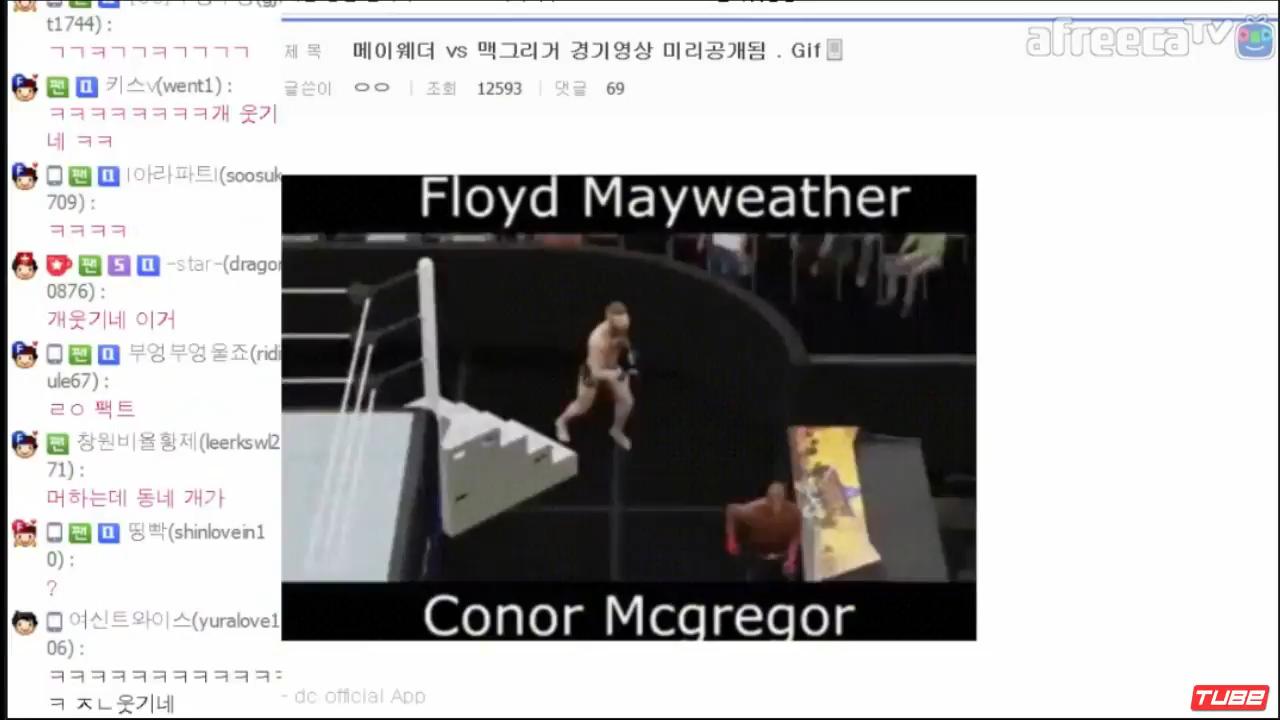 t1744) :
ㄱㄱㅋㄱㄱㅋㄱㄱㄱㄱ
키스v(went1) :
ㅋㅋㅋㅋㅋㅋㅋㅋ개 웃기
네 ㅋㅋ
l아라파트l(soosuk
709) :
ㅋㅋㅋㅋ
-star-(dragon
0876) :
개웃기네 이거
부엉부엉울죠(ridi
ule67) :
ㄹㅇ 팩트
창원비율황제(leerkswl2
71) :
머하는데 동네 개가
띵빡(shinlovein1
0) :
?
여신트와이스(yuralove1
06) :
ㅋㅋㅋㅋㅋㅋㅋㅋㅋㅋㅋㅋ
ㅋ ㅈㄴ웃기네
제 목 메이웨더 vs 맥그리거 경기영상 미리공개됨 . Gif
글쓴이 ㅇㅇ | 조회 12593 | 댓글 69
Floyd Mayweather
Conor Mcgregor
- dc official App
afreecaTV
TUBE